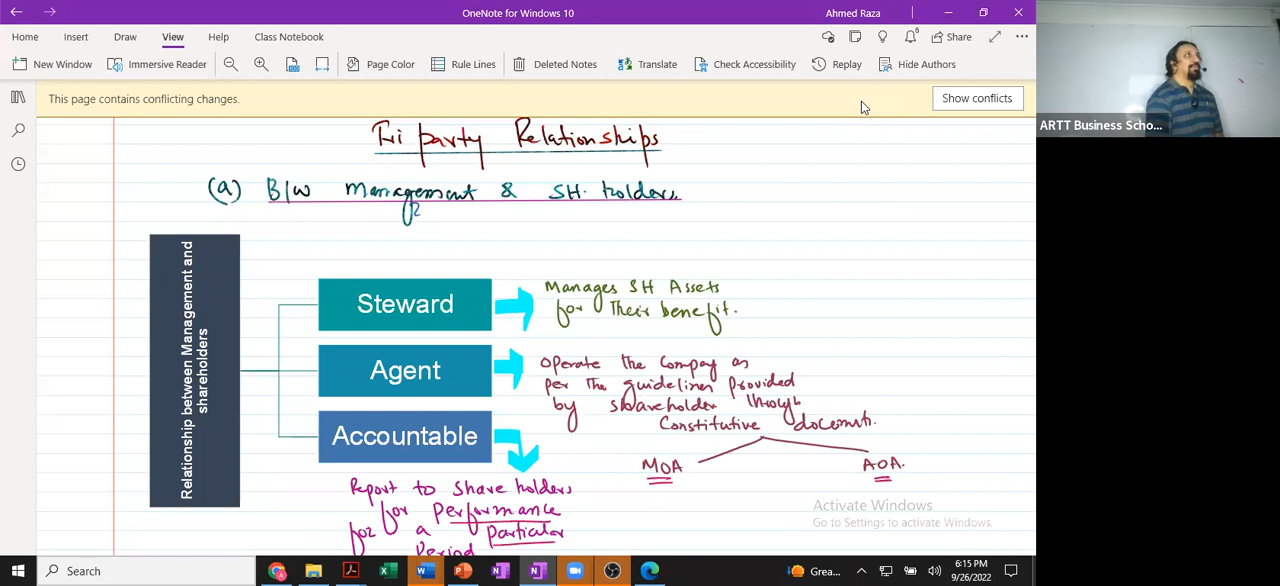 OneNote for Windows 10
Ahmed Raza
Home Insert Draw View Help Class Notebook
6
Share
New Window Immersive Reader Page Color Rule Lines Deleted Notes Translate Check Accessibility Replay Hide Authors
This page contains conflicting changes.
Show conflicts
ARTT Business Scho...
Tri party Relationships
(a) B/w Management & SH. holders
Relationship between Management and
shareholders
Steward
Manages SH Assets
for Their benefit.
Agent
Operate the Compay as
per the guidelines provided
by shareholder through
Constitutive
Accountable
MOA
AOA.
Report to Share holders
for Performance
for a particular
Period
Activate Windows
Go to Settings to activate Windows.
Search
Grea...
6:15 PM
9/26/2022